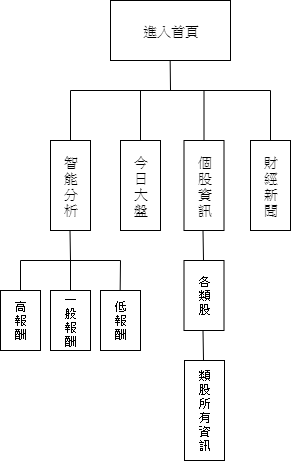 進入首頁
智能分析
今日大盤
個股資訊
財經新聞
高報酬
一般報酬
低報酬
各類股
類股所有資訊